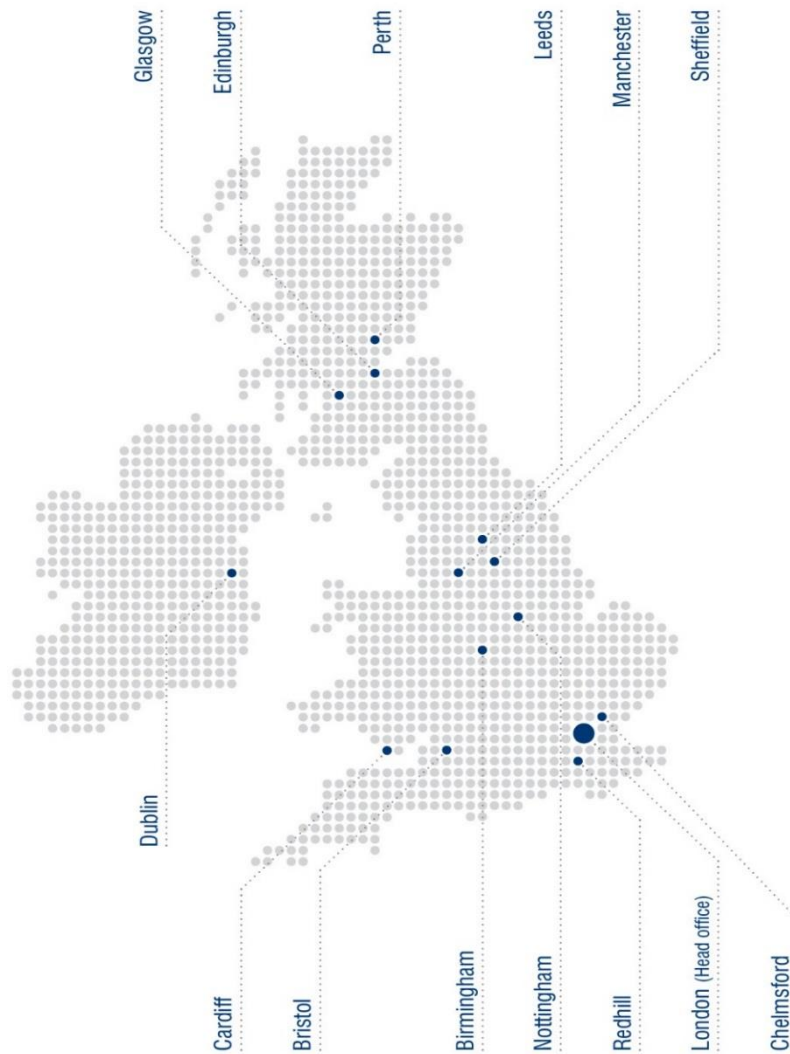 Glasgow
Edinburgh
Perth
Leeds
Manchester
Sheffield
Dublin
Cardiff
Bristol
Birmingham
Nottingham
Redhill
London (Head office)
Chelmsford